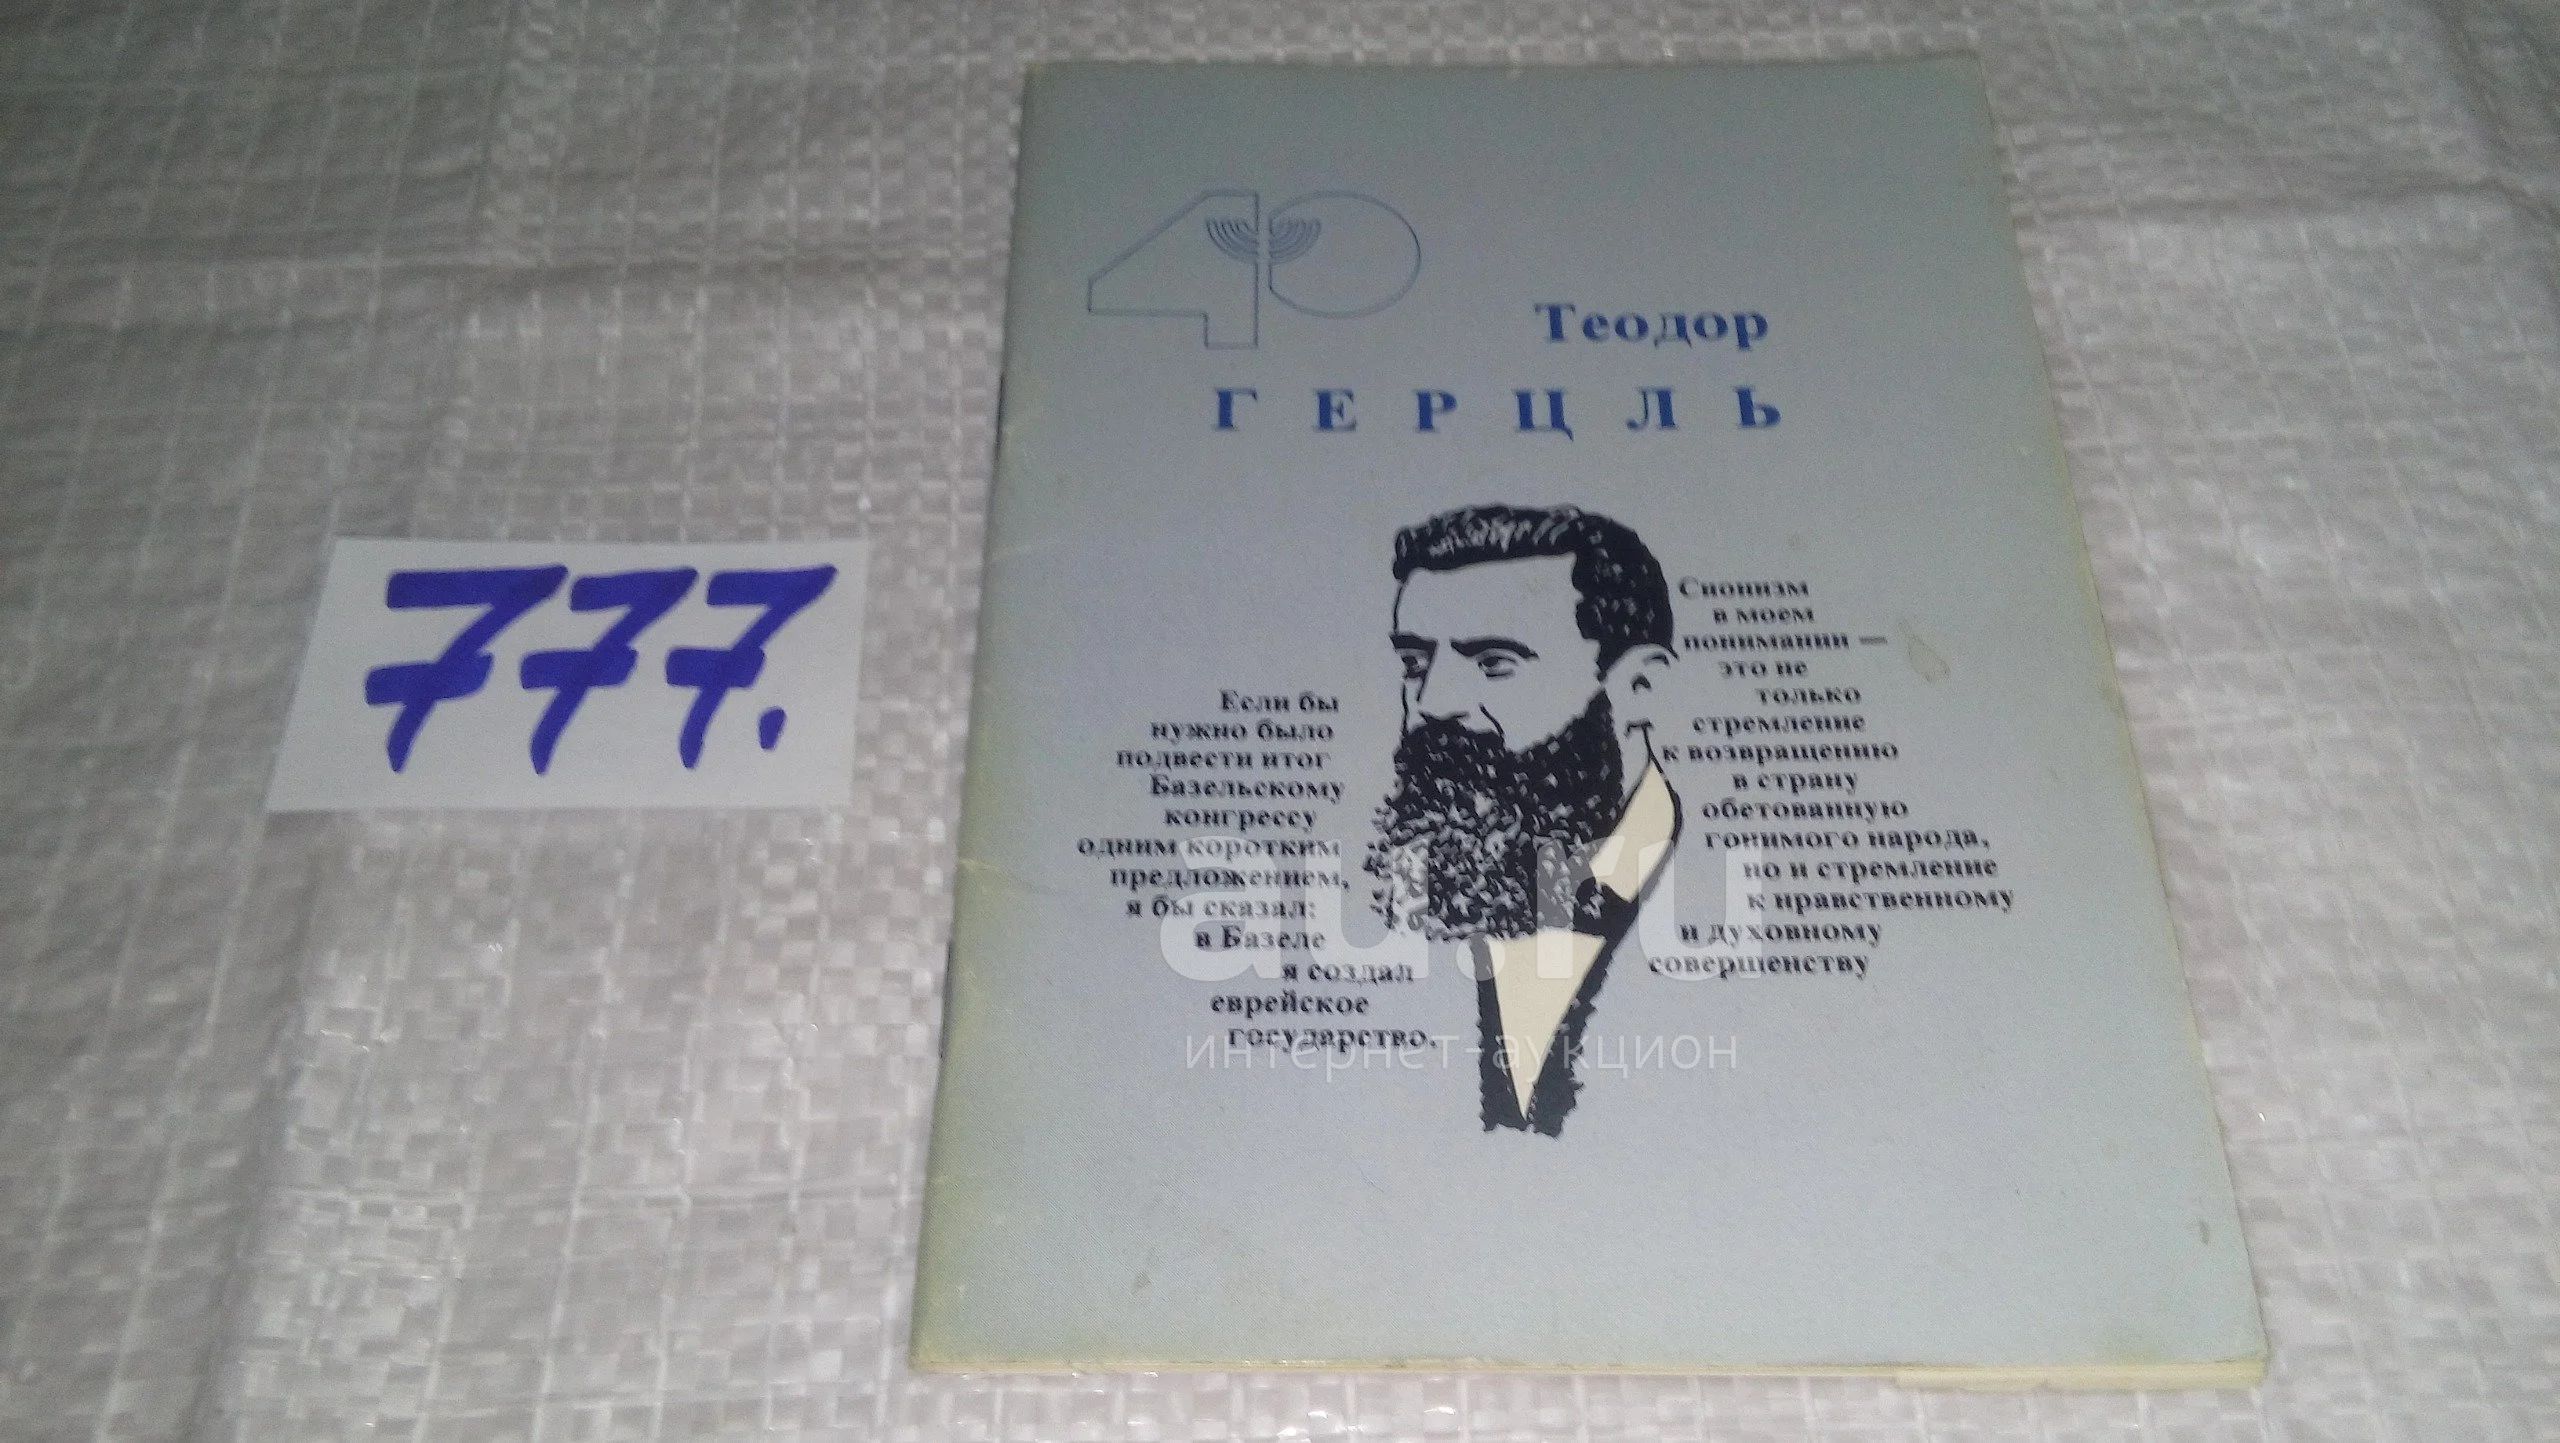 777.
40
Теодор
ГЕРЦЛЬ
Если бы
нужно было
подвести итог
Базельскому
конгрессу
одним коротким
предложением,
я бы сказал:
в Базеле
я создал
еврейское
государство.
Сионизм
в моем
понимании —
это не
только
стремление
к возвращению
в страну
обетованную
гонимого народа,
но и стремление
к нравственному
и духовному
совершенству
au.ru
интернет-аукцион